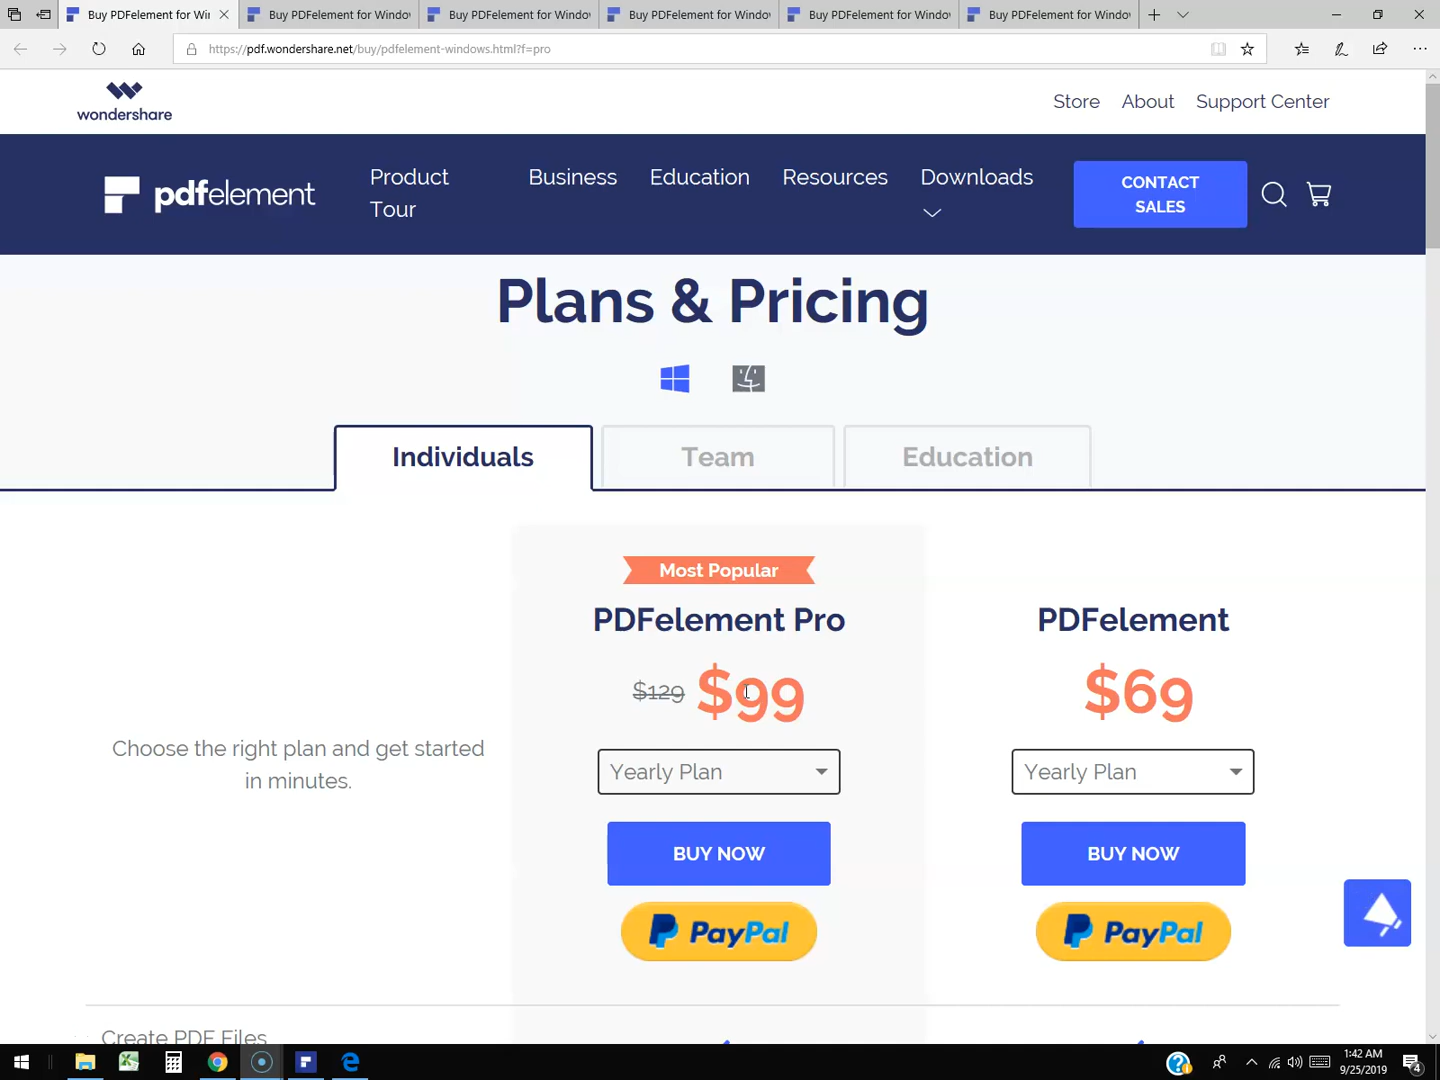 Buy PDFelement for Wi
Buy PDFelement for Windo
Buy PDFelement for Windo
Buy PDFelement for Windo
Buy PDFelement for Windo
Buy PDFelement for Windo
https://pdf.wondershare.net/buy/pdfelement-windows.html?f=pro
wondershare
Store About Support Center
pdfelement
Product Tour
Business Education Resources Downloads
CONTACT
SALES
Plans & Pricing
Individuals Team Education
Most Popular
PDFelement Pro
PDFelement
$129 $99
$69
Choose the right plan and get started
in minutes.
Yearly Plan
Yearly Plan
BUY NOW
BUY NOW
PayPal
PayPal
Create PDF Files
1:42 AM
9/25/2019
4